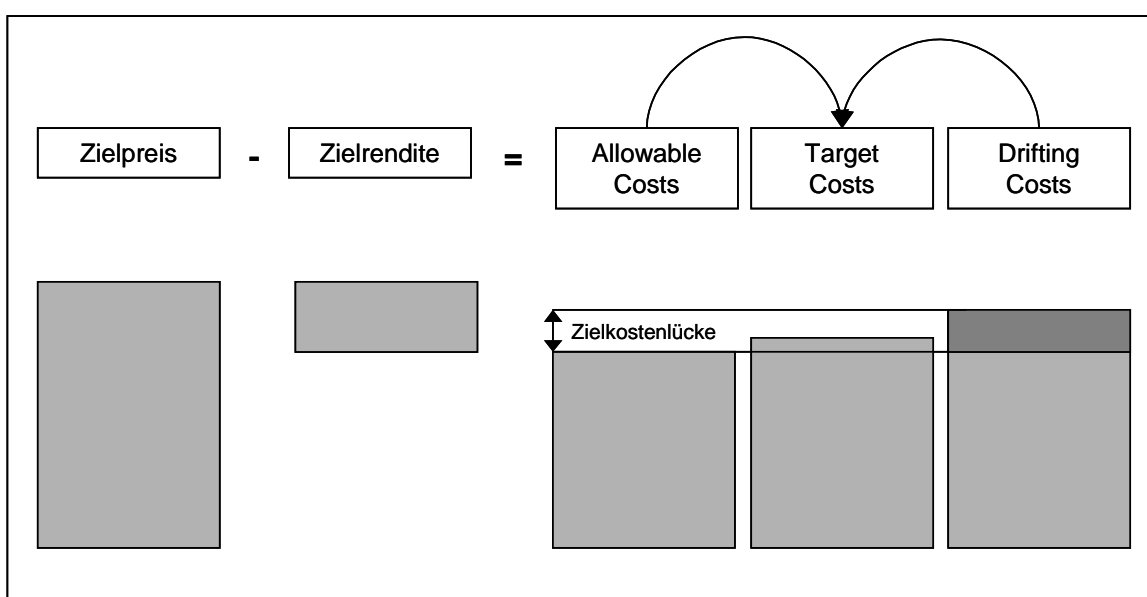 Zielpreis
-
Zielrendite
=
Allowable
Costs
Target
Costs
Drifting
Costs
Zielkostenlücke